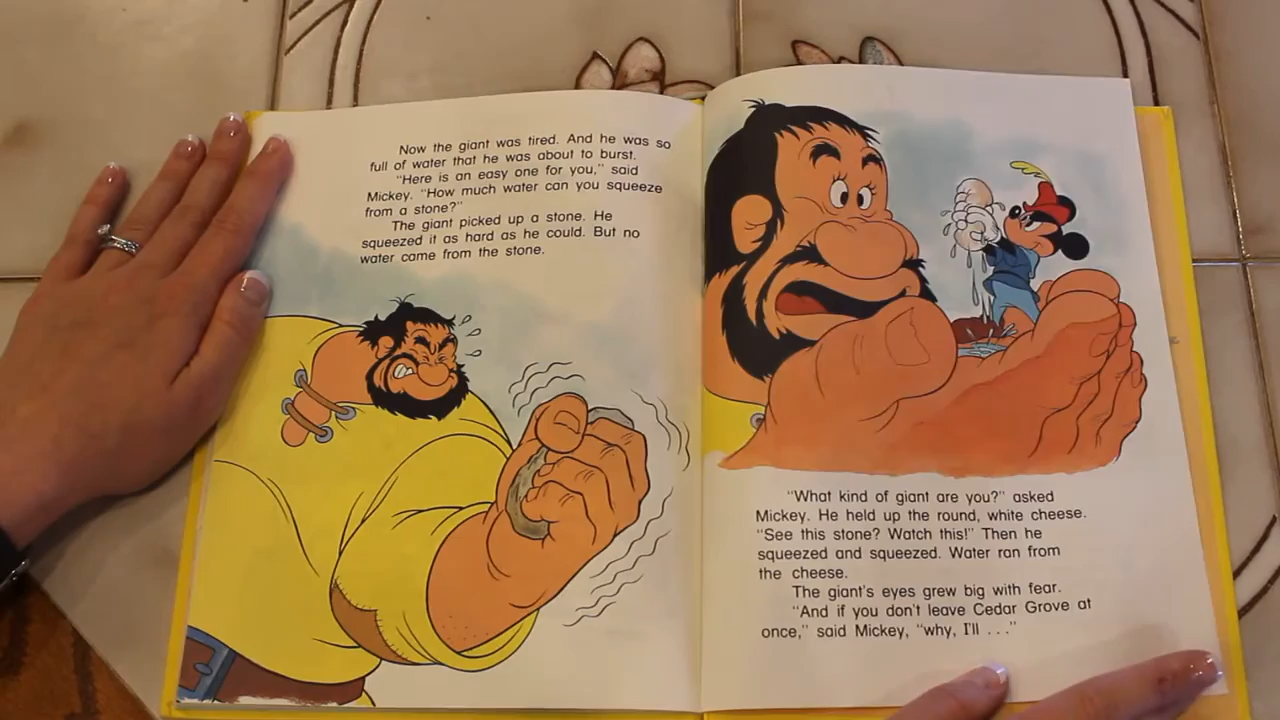 Now the giant was tired. And he was so
full of water that he was about to burst.
"Here is an easy one for you," said
Mickey. "How much water can you squeeze
from a stone?"
The giant picked up a stone. He
squeezed it as hard as he could. But no
water came from the stone.
"What kind of giant are you?" asked
Mickey. He held up the round, white cheese.
"See this stone? Watch this!" Then he
squeezed and squeezed. Water ran from
the cheese.
The giant's eyes grew big with fear.
"And if you don't leave Cedar Grove at
once," said Mickey, "why, I'll . . ."